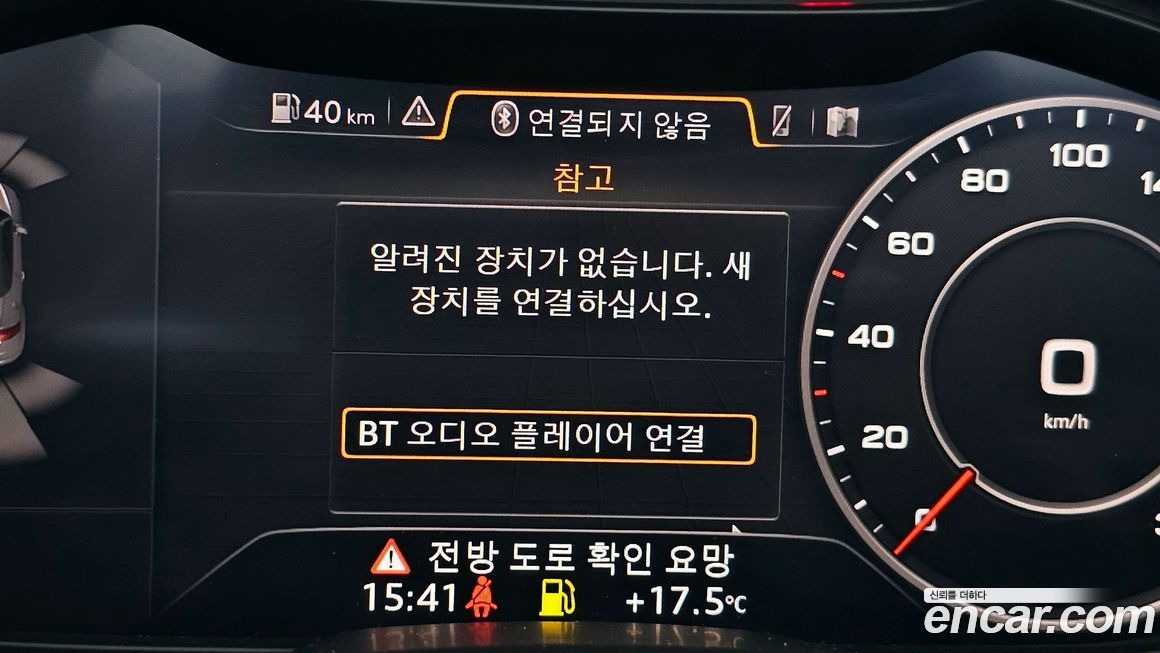 40 km
연결되지 않음
참고
알려진 장치가 없습니다. 새
장치를 연결하십시오.
BT 오디오 플레이어 연결
전방 도로 확인 요망
15:41
+17.5°C
0
20
40
60
80
100
0
km/h
신뢰를 더하다
encar.com